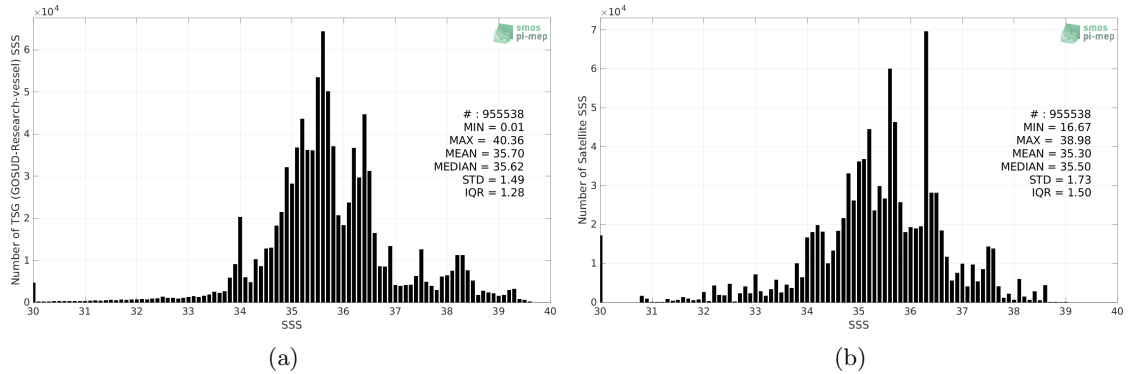 ×10^4
Number of TSG (GOSUD-Research-vessel) SSS
6
5
4
3
2
1
0
30 31 32 33 34 35 36 37 38 39 40
SSS
smos
pi-mep
# : 955538
MIN = 0.01
MAX = 40.36
MEAN = 35.70
MEDIAN = 35.62
STD = 1.49
IQR = 1.28
(a)
×10^4
Number of Satellite SSS
7
6
5
4
3
2
1
0
30 31 32 33 34 35 36 37 38 39 40
SSS
smos
pi-mep
# : 955538
MIN = 16.67
MAX = 38.98
MEAN = 35.30
MEDIAN = 35.50
STD = 1.73
IQR = 1.50
(b)